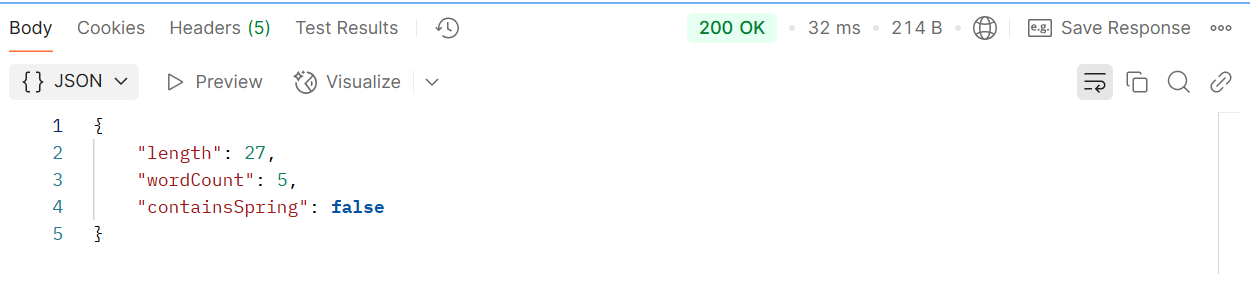 Body Cookies Headers (5) Test Results 200 OK • 32 ms • 214 B • e.g. Save Response
{} JSON Preview Visualize
1 {
2 "length": 27,
3 "wordCount": 5,
4 "containsSpring": false
5 }